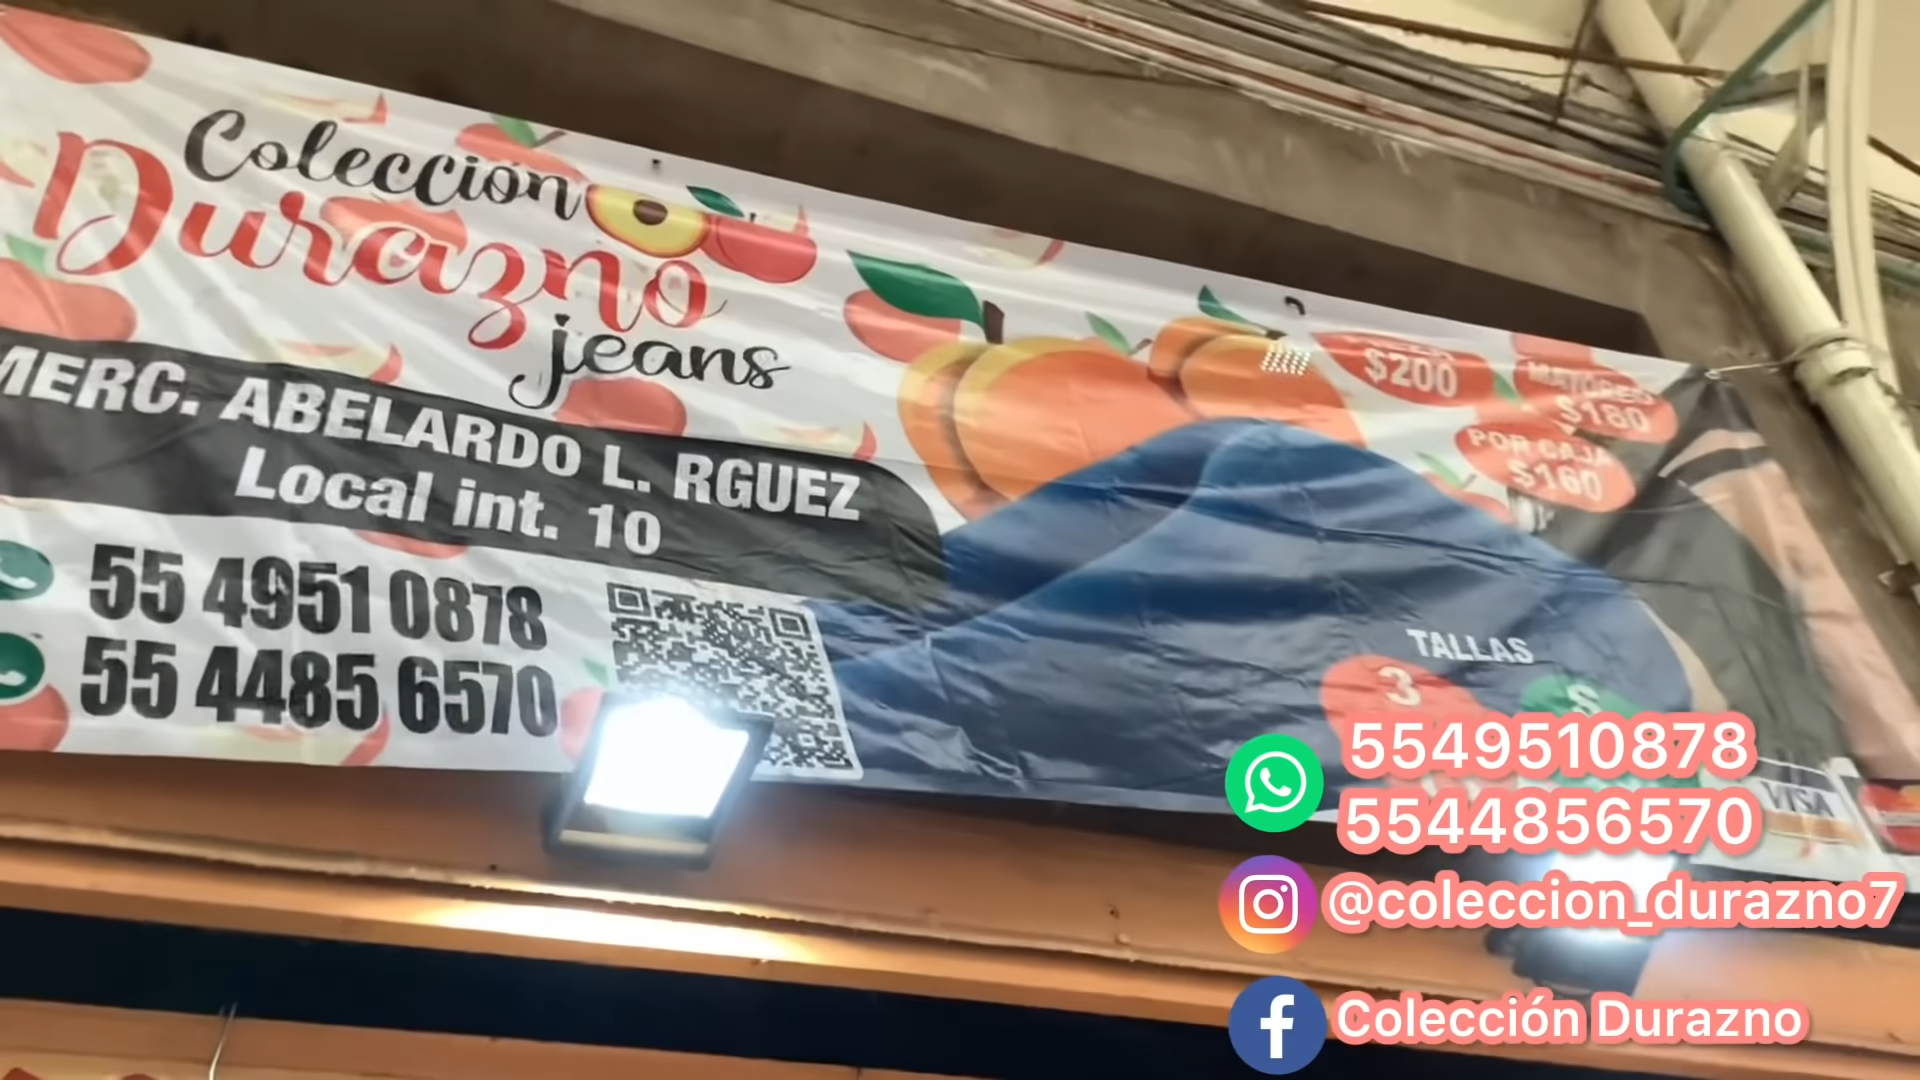 Colección
Durazno
jeans
MERC. ABELARDO L. RGUEZ
Local int. 10
55 4951 0878
55 4485 6570
$200
MAYOREO
$180
POR CAJA
$160
TALLAS
3
S
VISA
5549510878
5544856570
@coleccion_durazno7
Colección Durazno